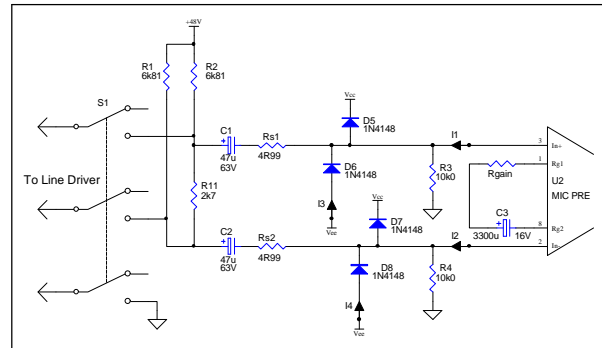 +48V
R1
6k81
R2
6k81
S1
Vcc
D5
1N4148
C1
Rs1
I1
3
In+
+
47u
63V
4R99
D6
1N4148
R3
10k0
1
Rg1
Rgain
U2
MIC PRE
To Line Driver
R11
2k7
I3
Vcc
Vcc
D7
1N4148
C3
+
3300u
16V
8
Rg2
C2
Rs2
I2
2
In-
+
47u
63V
4R99
D8
1N4148
R4
10k0
I4
Vcc